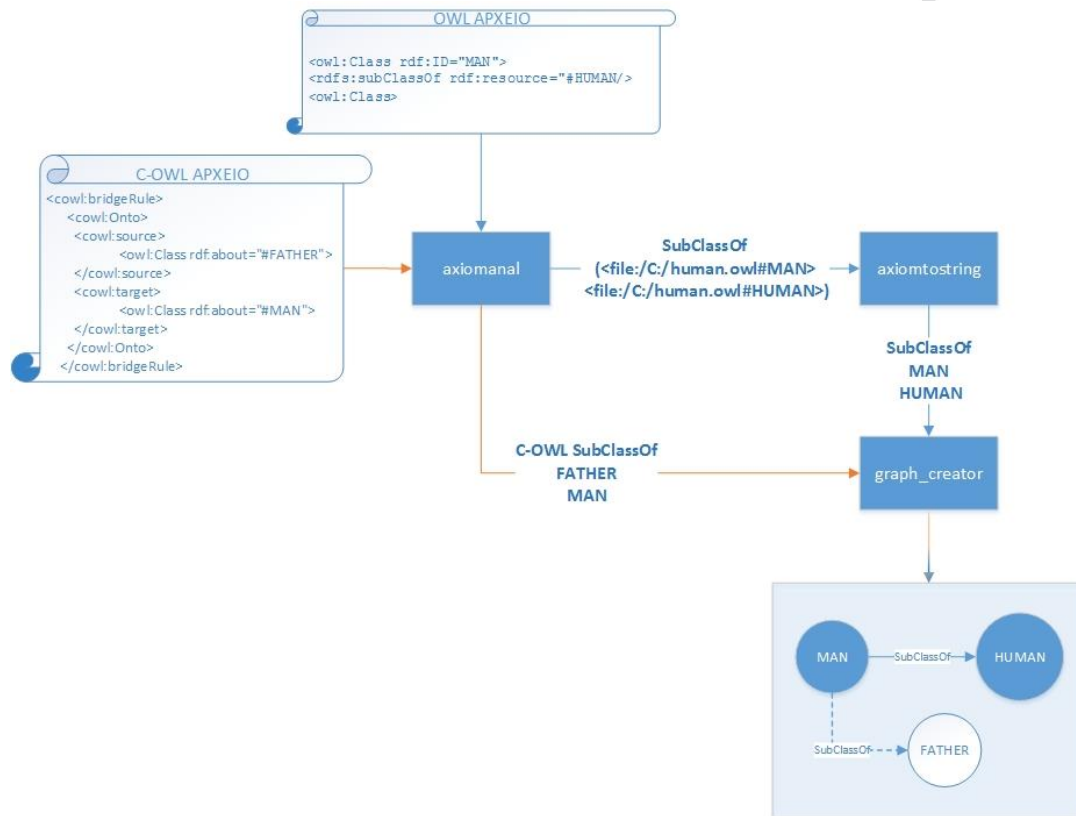 OWL ΑΡΧΕΙΟ
<owl:Class rdf:ID="MAN">
<rdfs:subClassOf rdf:resource="#HUMAN/>
<owl:Class>
C-OWL ΑΡΧΕΙΟ
<cowl:bridgeRule>
<cowl:Onto>
<cowl:source>
<owl:Class rdf:about="#FATHER">
</cowl:source>
<cowl:target>
<owl:Class rdf:about="#MAN">
</cowl:target>
</cowl:Onto>
</cowl:bridgeRule>
axiomanal
SubClassOf
(<file:/C:/human.owl#MAN>
<file:/C:/human.owl#HUMAN>)
axiomtostring
SubClassOf
MAN
HUMAN
C-OWL SubClassOf
FATHER
MAN
graph_creator
MAN
SubClassOf
HUMAN
SubClassOf
FATHER